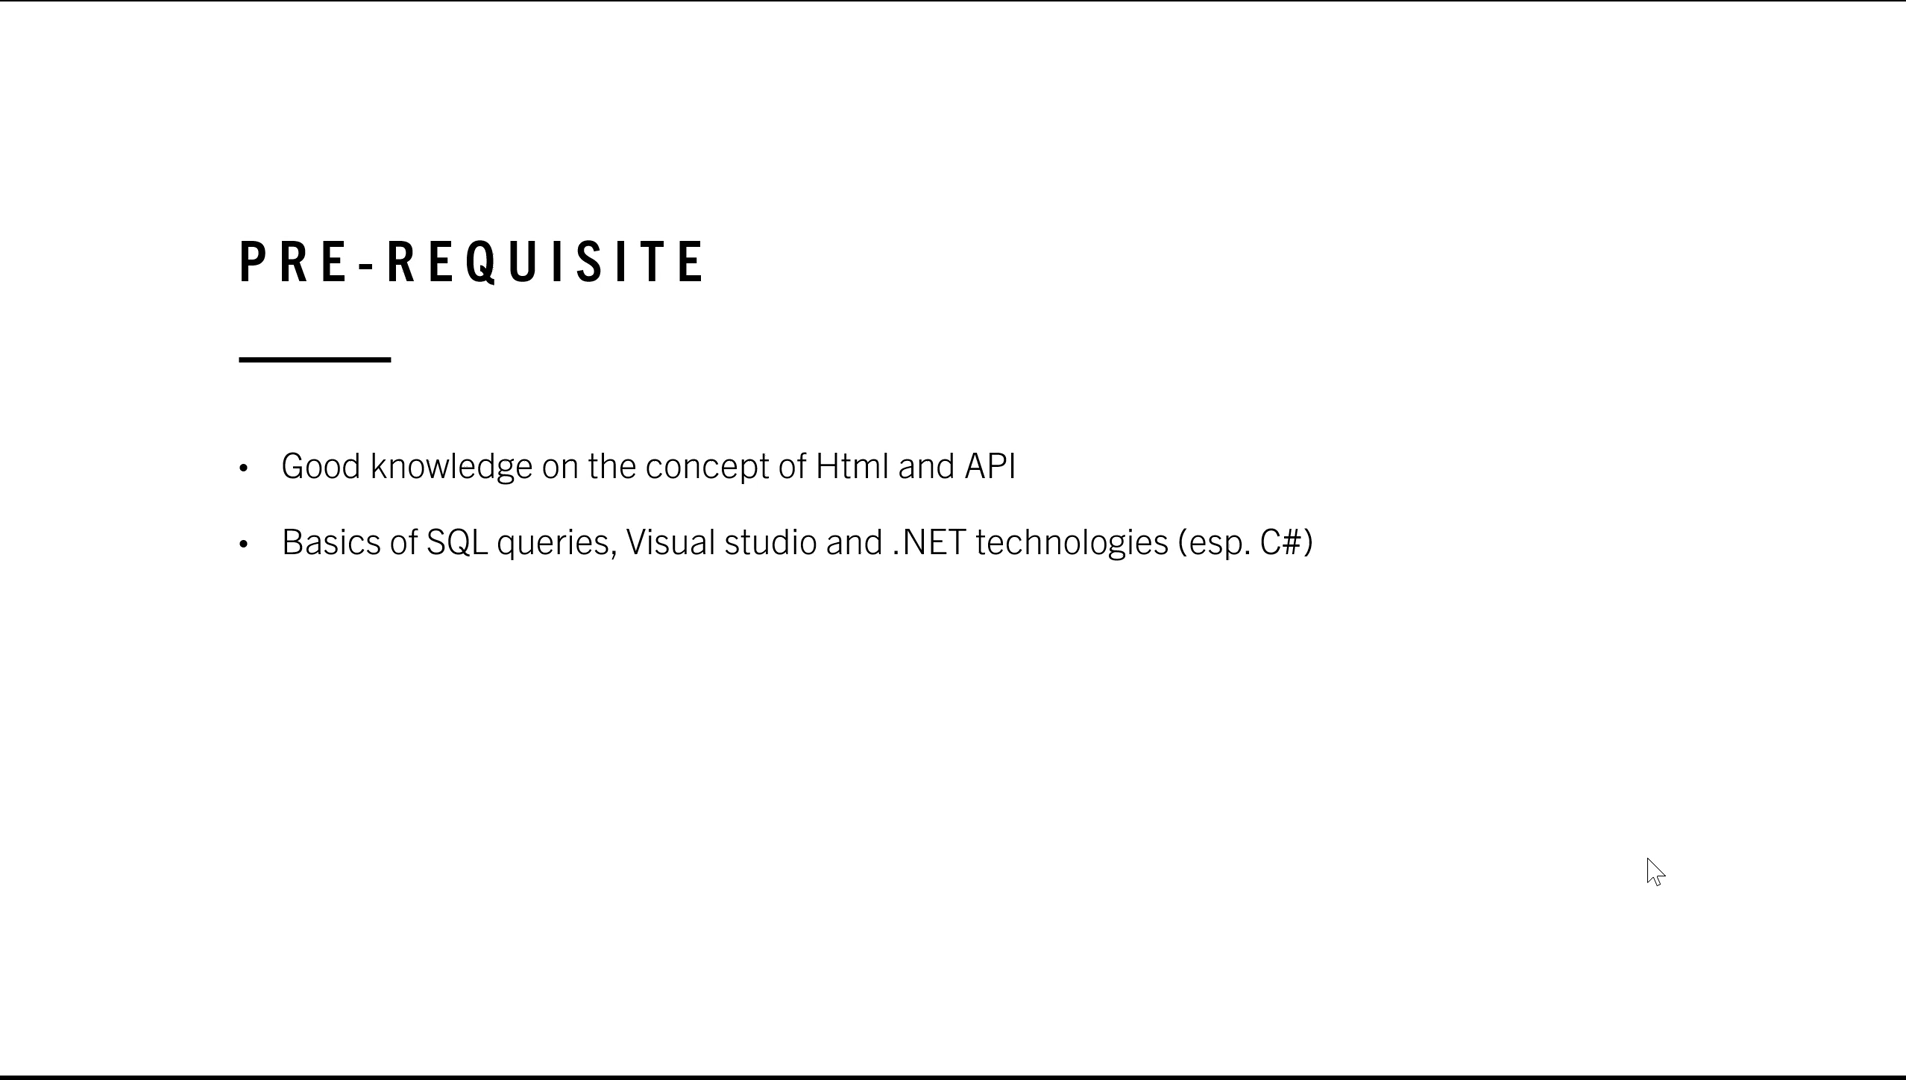 PRE-REQUISITE
• Good knowledge on the concept of Html and API
• Basics of SQL queries, Visual studio and .NET technologies (esp. C#)